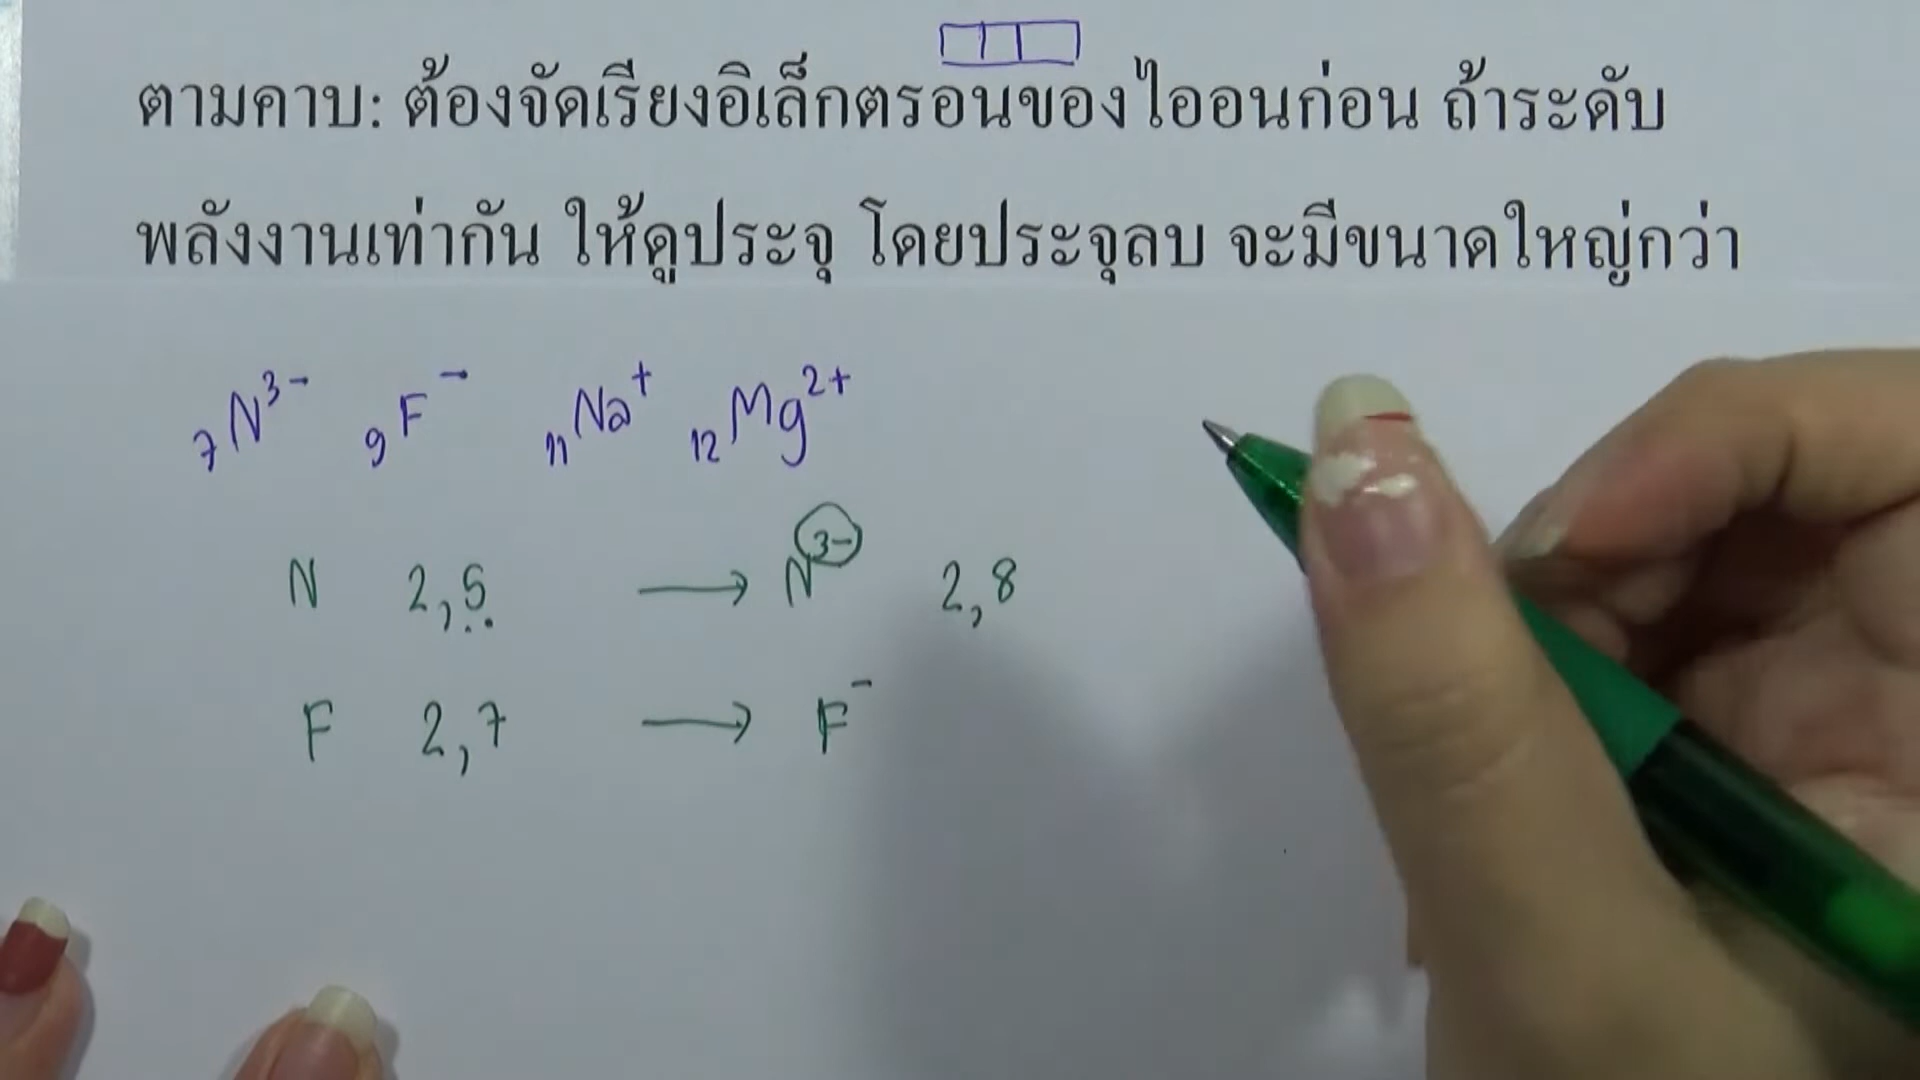 ตามคาบ: ต้องจัดเรียงอิเล็กตรอนของไอออนก่อน ถ้าระดับ
พลังงานเท่ากัน ให้ดูประจุ โดยประจุลบ จะมีขนาดใหญ่กว่า
₇N³⁻ ₉F⁻ ₁₁Na⁺ ₁₂Mg²⁺
N 2,5 → N³⁻ 2,8
F 2,7 → F⁻